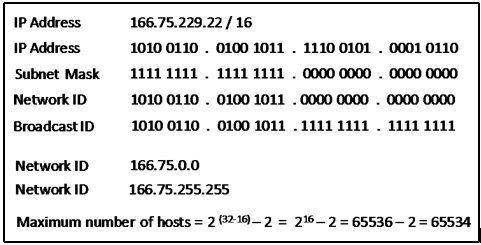 IP Address 166.75.229.22 / 16
IP Address 1010 0110 . 0100 1011 . 1110 0101 . 0001 0110
Subnet Mask 1111 1111 . 1111 1111 . 0000 0000 . 0000 0000
Network ID 1010 0110 . 0100 1011 . 0000 0000 . 0000 0000
Broadcast ID 1010 0110 . 0100 1011 . 1111 1111 . 1111 1111
Network ID 166.75.0.0
Network ID 166.75.255.255
Maximum number of hosts = 2 (32-16) – 2 = 2¹⁶ – 2 = 65536 – 2 = 65534